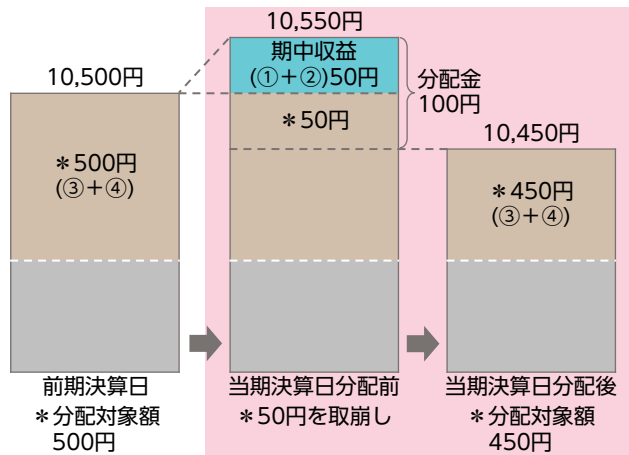 10,500円
＊500円
(③＋④)
前期決算日
＊分配対象額
500円
10,550円
期中収益
(①＋②)50円
＊50円
分配金
100円
当期決算日分配前
＊50円を取崩し
10,450円
＊450円
(③＋④)
当期決算日分配後
＊分配対象額
450円